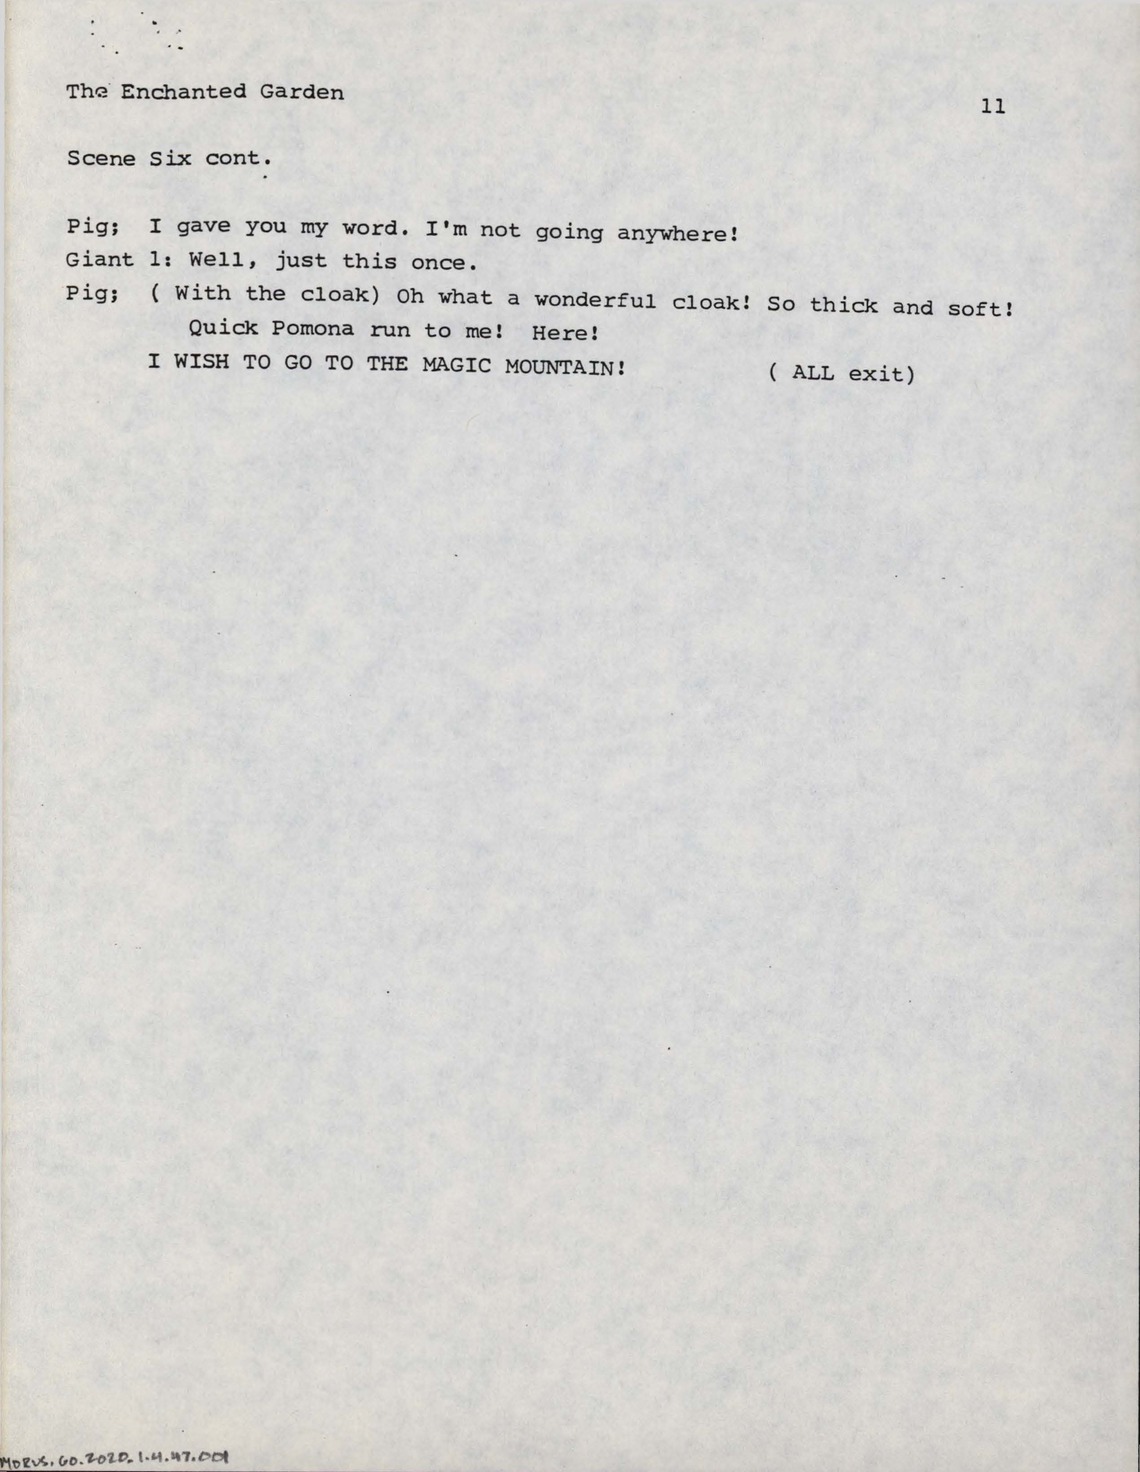 The Enchanted Garden
11
Scene Six cont.
Pig; I gave you my word. I'm not going anywhere!
Giant 1: Well, just this once.
Pig; ( With the cloak) Oh what a wonderful cloak! So thick and soft!
Quick Pomona run to me! Here!
I WISH TO GO TO THE MAGIC MOUNTAIN! ( ALL exit)
MORUS.GO.2020.1.4.47.001